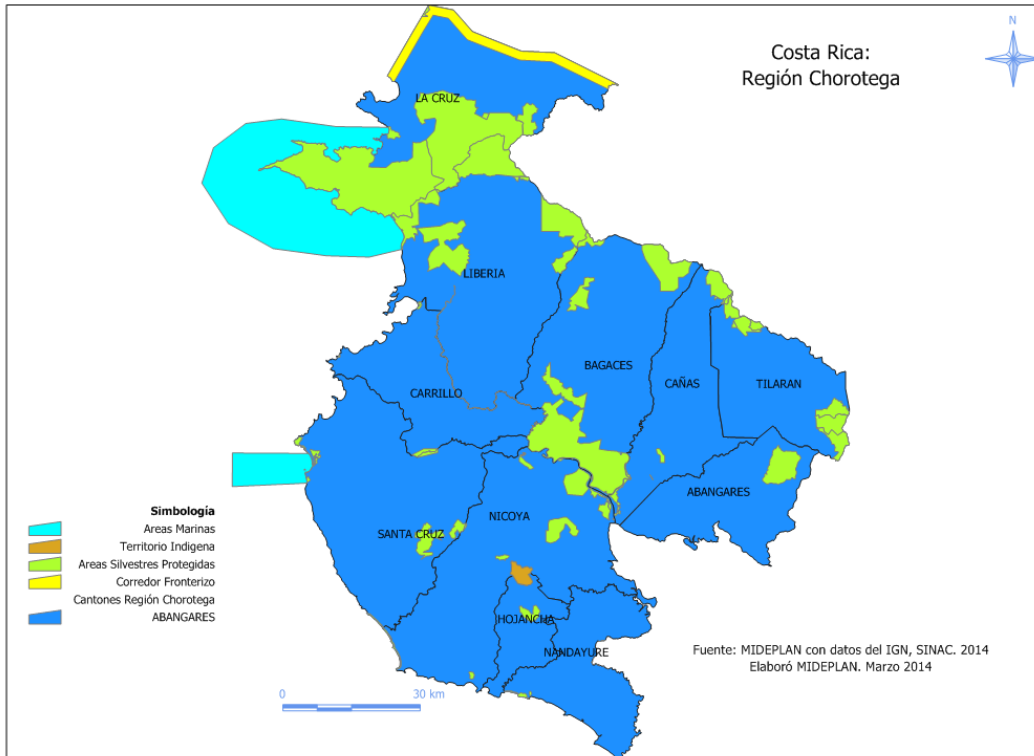 Costa Rica:
Región Chorotega
N
LA CRUZ
LIBERIA
BAGACES
CAÑAS
TILARAN
CARRILLO
ABANGARES
NICOYA
SANTA CRUZ
HOJANCHA
NANDAYURE
Simbología
Areas Marinas
Territorio Indigena
Areas Silvestres Protegidas
Corredor Fronterizo
Cantones Región Chorotega
ABANGARES
Fuente: MIDEPLAN con datos del IGN, SINAC. 2014
Elaboró MIDEPLAN. Marzo 2014
0 30 km